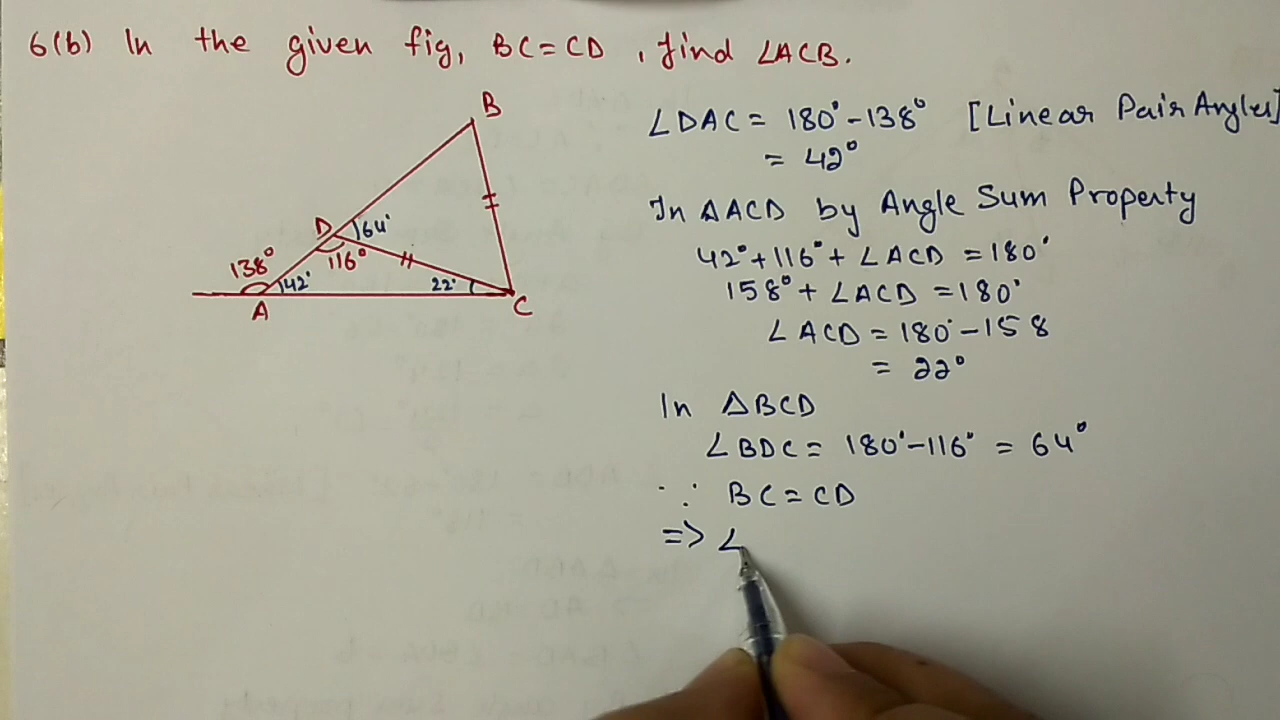 6(b) In the given fig, BC=CD, find ∠ACB.
B
D
64°
138°
116°
42°
22°
A
C
∠DAC = 180°-138° [Linear Pair Angles]
= 42°
In ΔACD by Angle Sum Property
42°+116°+∠ACD = 180°
158°+∠ACD = 180°
∠ACD = 180°-158
= 22°
In ΔBCD
∠BDC = 180°-116° = 64°
∵ BC = CD
=> ∠